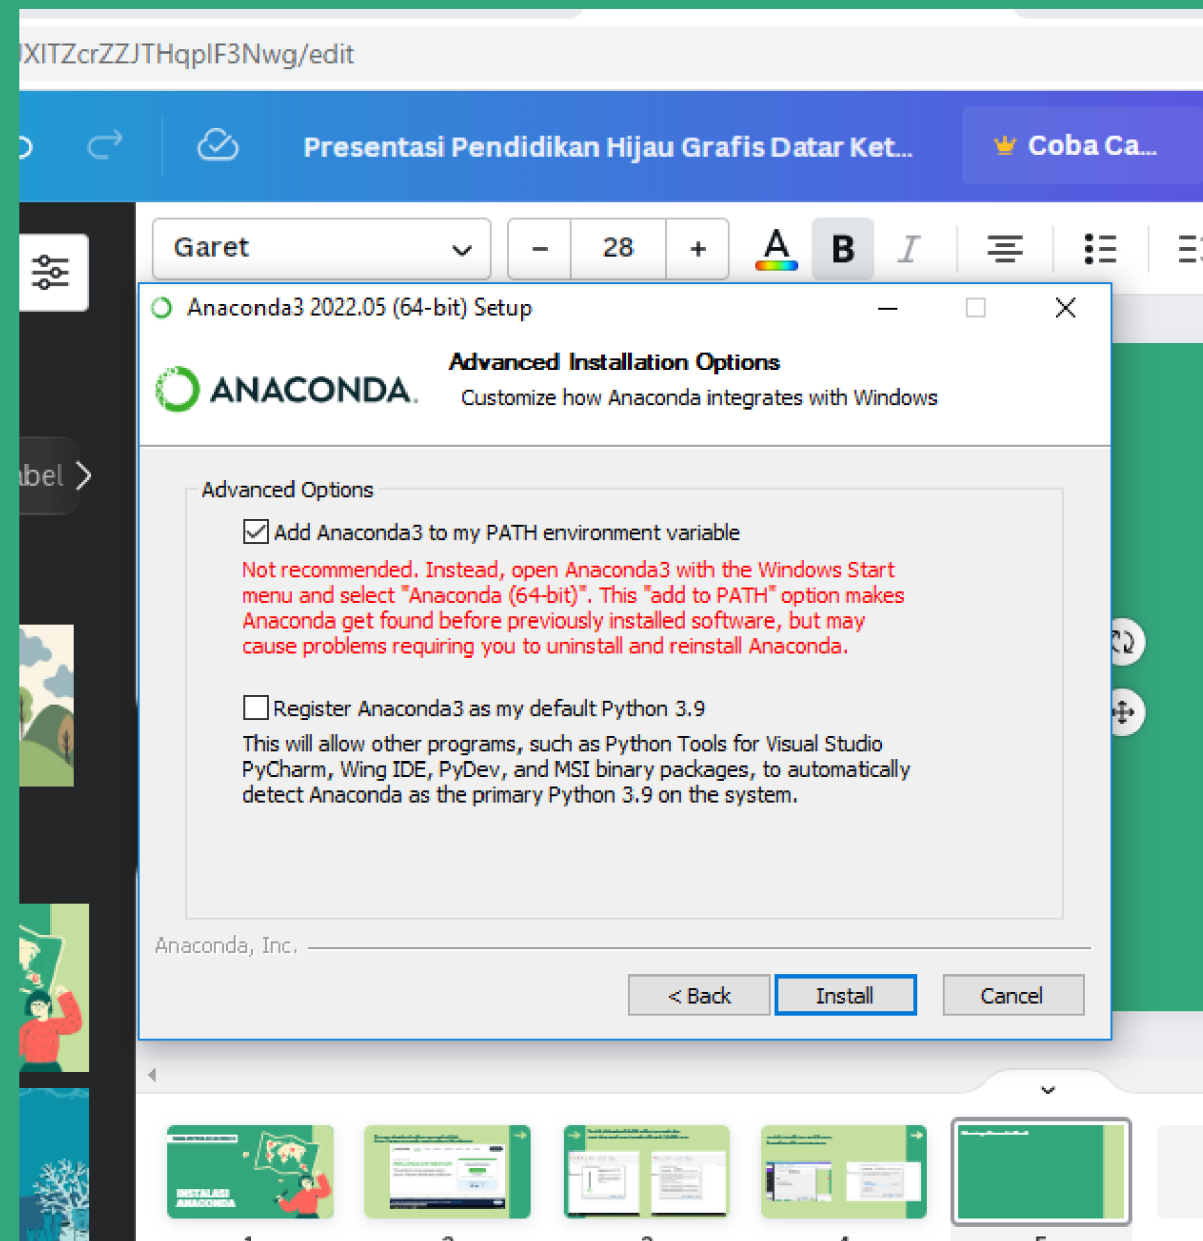 JXITZcrZZJTHqpIF3Nwg/edit
Presentasi Pendidikan Hijau Grafis Datar Ket...
Coba Ca...
Garet
- 28 + A B I
Anaconda3 2022.05 (64-bit) Setup
ANACONDA.
Advanced Installation Options
Customize how Anaconda integrates with Windows
abel
Advanced Options
Add Anaconda3 to my PATH environment variable
Not recommended. Instead, open Anaconda3 with the Windows Start
menu and select "Anaconda (64-bit)". This "add to PATH" option makes
Anaconda get found before previously installed software, but may
cause problems requiring you to uninstall and reinstall Anaconda.
Register Anaconda3 as my default Python 3.9
This will allow other programs, such as Python Tools for Visual Studio
PyCharm, Wing IDE, PyDev, and MSI binary packages, to automatically
detect Anaconda as the primary Python 3.9 on the system.
Anaconda, Inc.
< Back
Install
Cancel
INSTALASI
ANACONDA